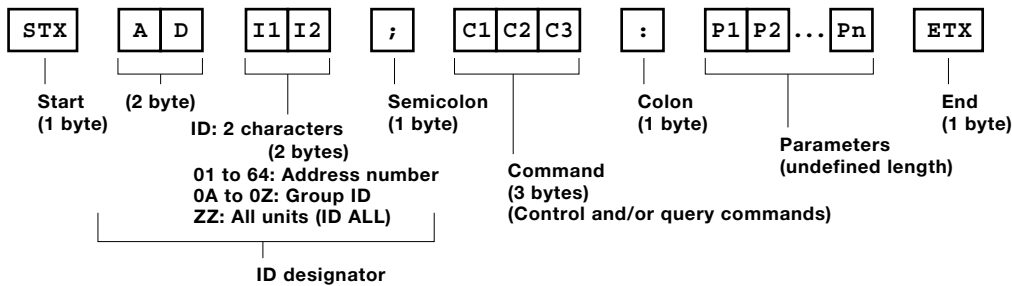 STX A D I1 I2 ; C1 C2 C3 : P1 P2 ... Pn ETX
Start
(1 byte)
(2 byte)
ID: 2 characters
(2 bytes)
01 to 64: Address number
0A to 0Z: Group ID
ZZ: All units (ID ALL)
Semicolon
(1 byte)
Command
(3 bytes)
(Control and/or query commands)
Colon
(1 byte)
Parameters
(undefined length)
End
(1 byte)
ID designator